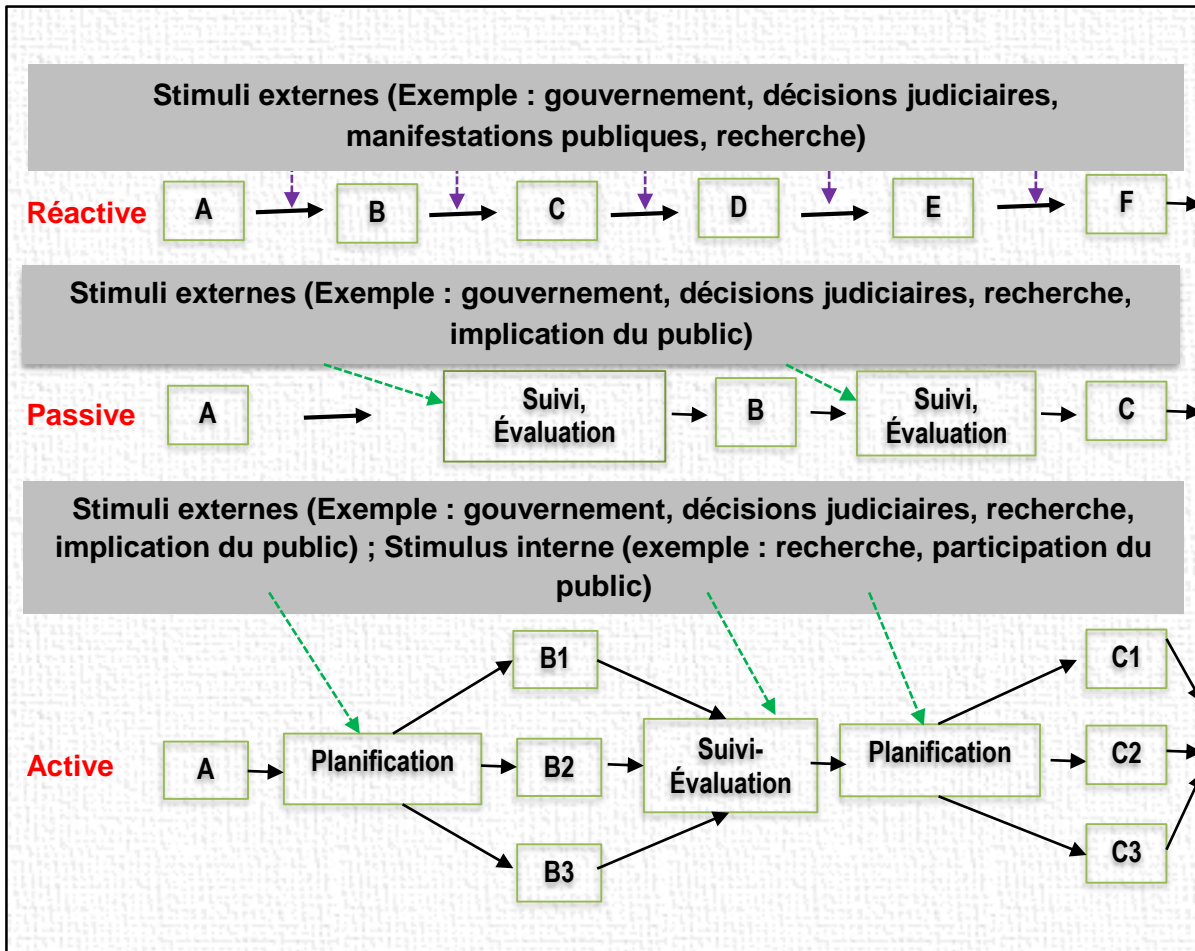 Stimuli externes (Exemple : gouvernement, décisions judiciaires,
manifestations publiques, recherche)
Réactive A B C D E F
Stimuli externes (Exemple : gouvernement, décisions judiciaires, recherche,
implication du public)
Passive A Suivi, Évaluation B Suivi, Évaluation C
Stimuli externes (Exemple : gouvernement, décisions judiciaires, recherche,
implication du public) ; Stimulus interne (exemple : recherche, participation du
public)
B1 C1
Active A Planification B2 Suivi-Évaluation Planification C2
B3 C3